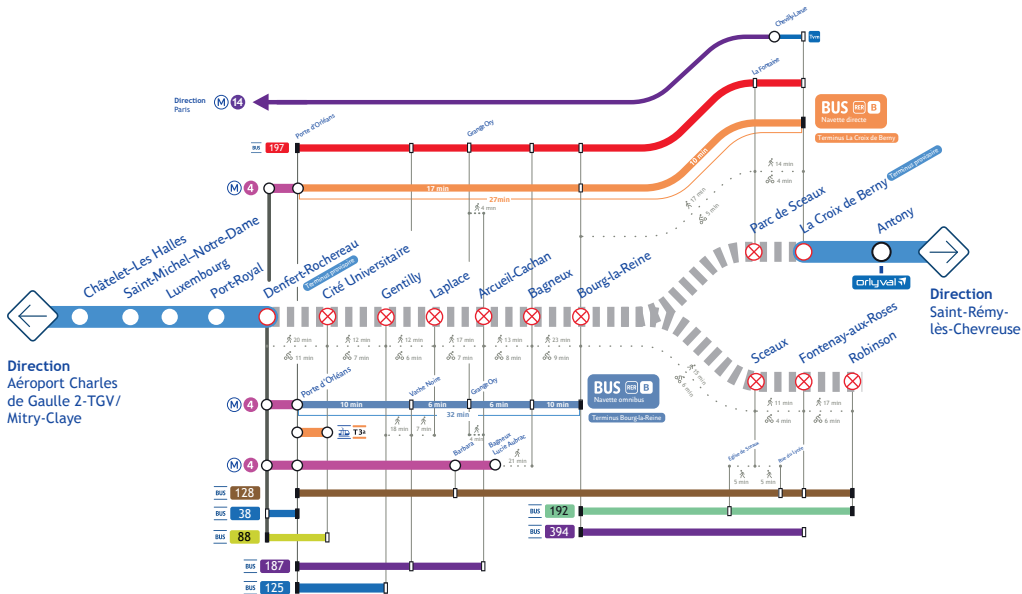 Chevilly-Larue
Tvm
La Fontaine
Direction
Paris
M 14
BUS RER B
Navette directe
Terminus La Croix de Berny
Porte d'Orléans
Grange Ory
BUS 197
10 min
14 min
4 min
M 4
17 min
27min
4 min
17 min
5 min
Terminus provisoire
Châtelet–Les Halles
Saint-Michel–Notre-Dame
Luxembourg
Port-Royal
Denfert-Rochereau
Terminus provisoire
Cité Universitaire
Gentilly
Laplace
Arcueil-Cachan
Bagneux
Bourg-la-Reine
Parc de Sceaux
La Croix de Berny
Antony
orlyval
Direction
Saint-Rémy-
lès-Chevreuse
Direction
Aéroport Charles
de Gaulle 2-TGV/
Mitry-Claye
20 min
12 min
12 min
17 min
13 min
23 min
11 min
7 min
6 min
7 min
8 min
9 min
15 min
6 min
Sceaux
Fontenay-aux-Roses
Robinson
11 min
17 min
4 min
6 min
Porte d'Orléans
Vache Noire
Grange Ory
BUS RER B
Navette omnibus
Terminus Bourg-la-Reine
M 4
10 min
6 min
6 min
10 min
32 min
18 min
7 min
4 min
T3a
Barbara
Bagneux
Lucie Aubrac
21 min
M 4
Église de Sceaux
Rue du Lycée
5 min
5 min
BUS 128
BUS 38
BUS 192
BUS 88
BUS 394
BUS 187
BUS 125